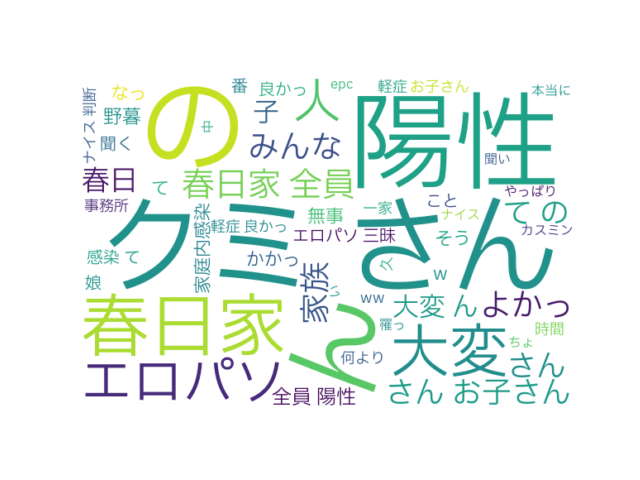 の
人
陽性
クミ
さん
ん
春日家
エロパソ
大変
さん お子さん
さん
よかっ
大変 ん
ての
みんな
子
春日家 全員
春日
野暮
なっ
ナイス 判断
聞く
番
良かっ
epc
軽症
お子さん
本当に
中
聞い
やっぱり
カスミン
こと
ナイス
そう
一家
無事
エロパソ 三昧
軽症 良かっ
家庭内感染
て
事務所
感染 て
娘
かかっ
家族
い
久
w
ww
罹っ
何より
全員 陽性
ちょ
時間